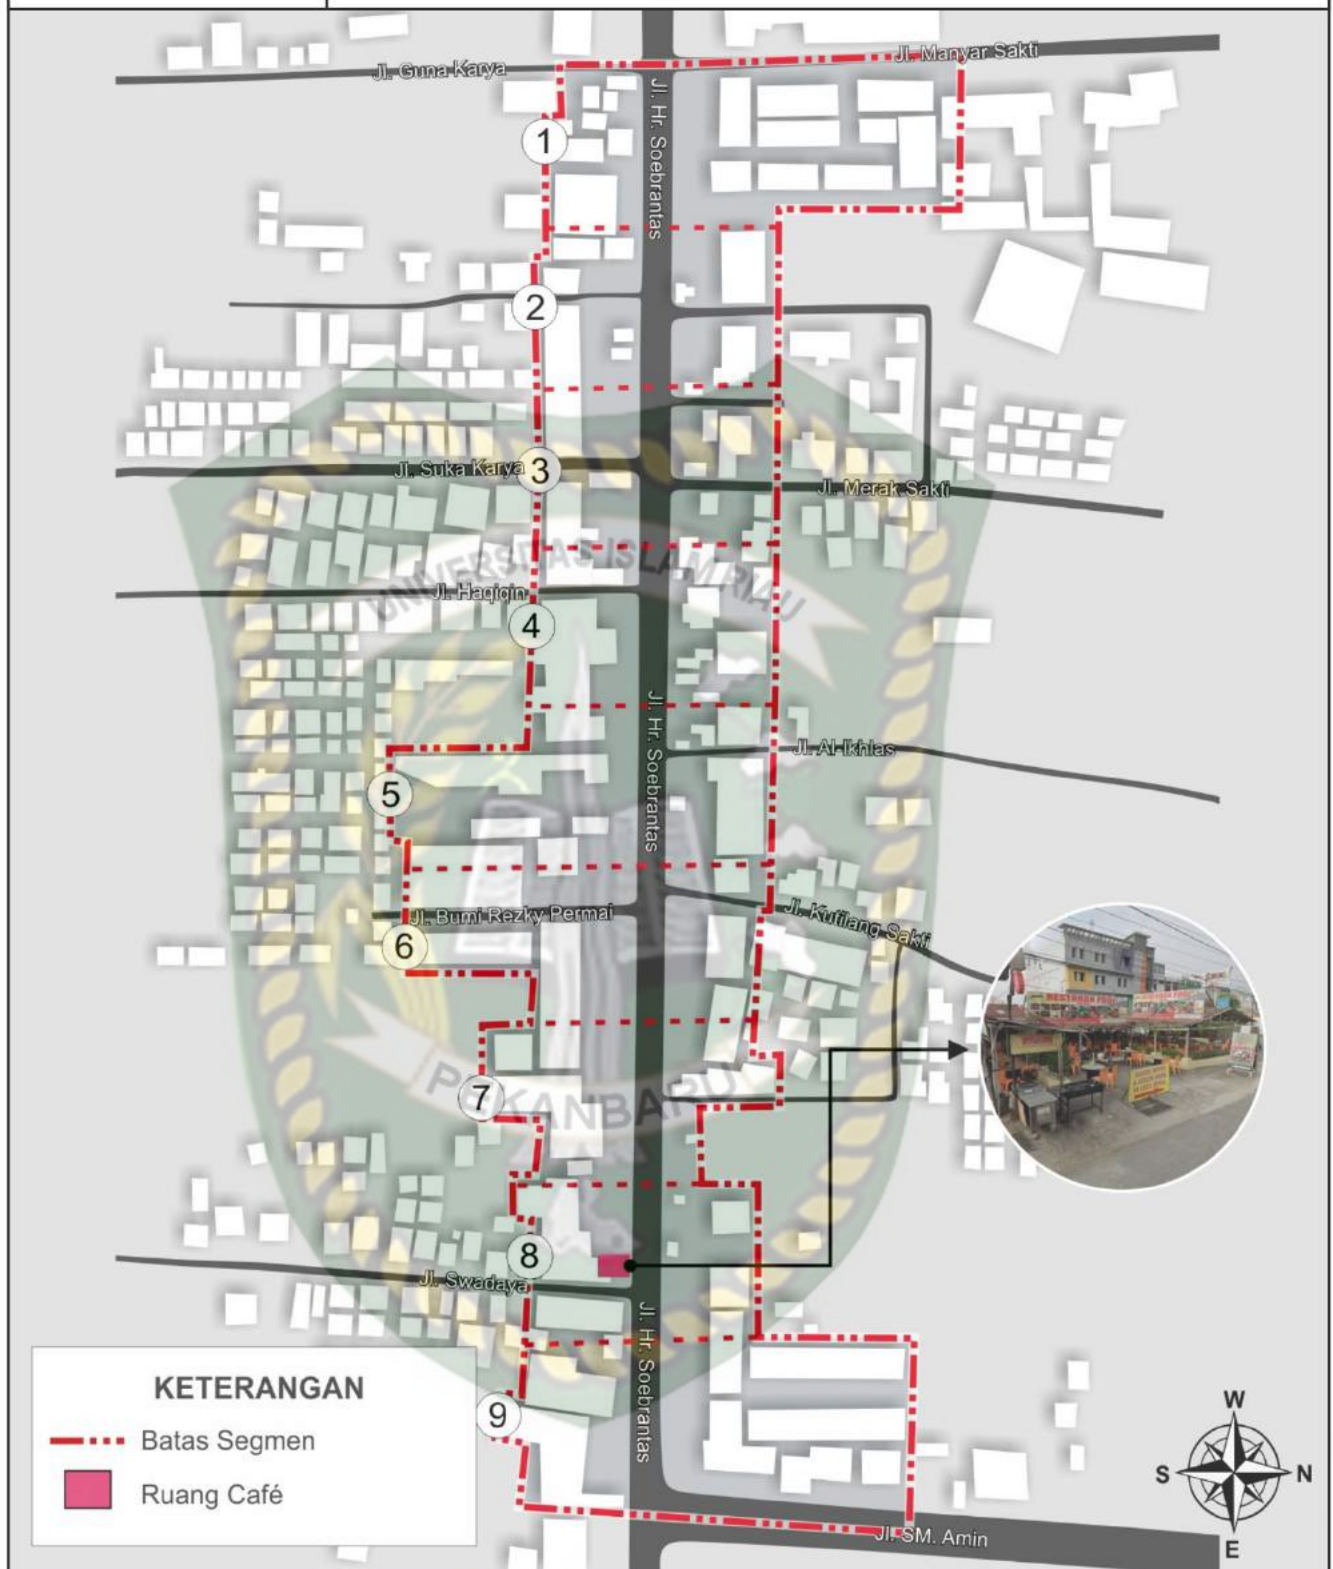 Jl. Guna Karya
Jl. Manyar Sakti
Jl. Hr. Soebrantas
1
2
Jl. Suka Karya
3
Jl. Merak Sakti
UNIVERSITAS ISLAM RIAU
Jl. Haqiqin
4
Jl. Hr. Soebrantas
Jl. Al-Ikhlas
5
Jl. Bumi Rezky Permai
Jl. Kutilang Sakti
6
7
PEKANBARU
8
Jl. Swadaya
Jl. Hr. Soebrantas
9
KETERANGAN
Batas Segmen
Ruang Café
W
S
N
E
Jl. SM. Amin